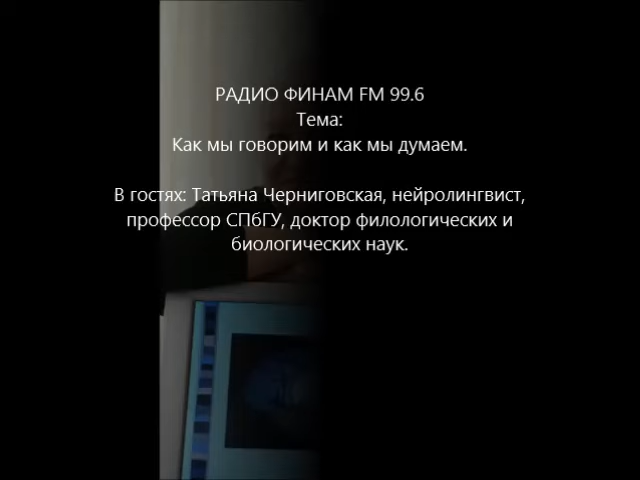 РАДИО ФИНАМ FM 99.6
Тема:
Как мы говорим и как мы думаем.
В гостях: Татьяна Черниговская, нейролингвист,
профессор СПбГУ, доктор филологических и
биологических наук.